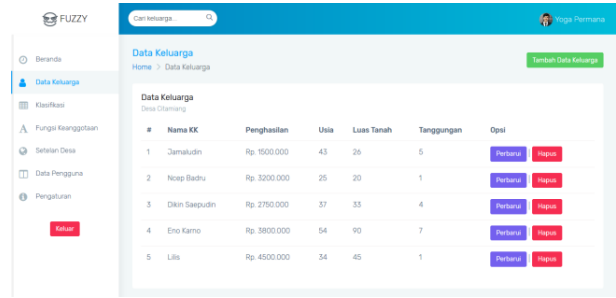 FUZZY
Cari keluarga...
Yoga Permana
Beranda
Data Keluarga
Klasifikasi
Fungsi Keanggotaan
Setelan Desa
Data Pengguna
Pengaturan
Keluar
Data Keluarga
Home > Data Keluarga
Tambah Data Keluarga
Data Keluarga
Desa Citamiang
# Nama KK Penghasilan Usia Luas Tanah Tanggungan Opsi
1 Jamaludin Rp. 1500.000 43 26 5 Perbarui | Hapus
2 Ncep Badru Rp. 3200.000 25 20 1 Perbarui | Hapus
3 Dikin Saepudin Rp. 2750.000 37 33 4 Perbarui | Hapus
4 Eno Karno Rp. 3800.000 54 90 7 Perbarui | Hapus
5 Lilis Rp. 4500.000 34 45 1 Perbarui | Hapus